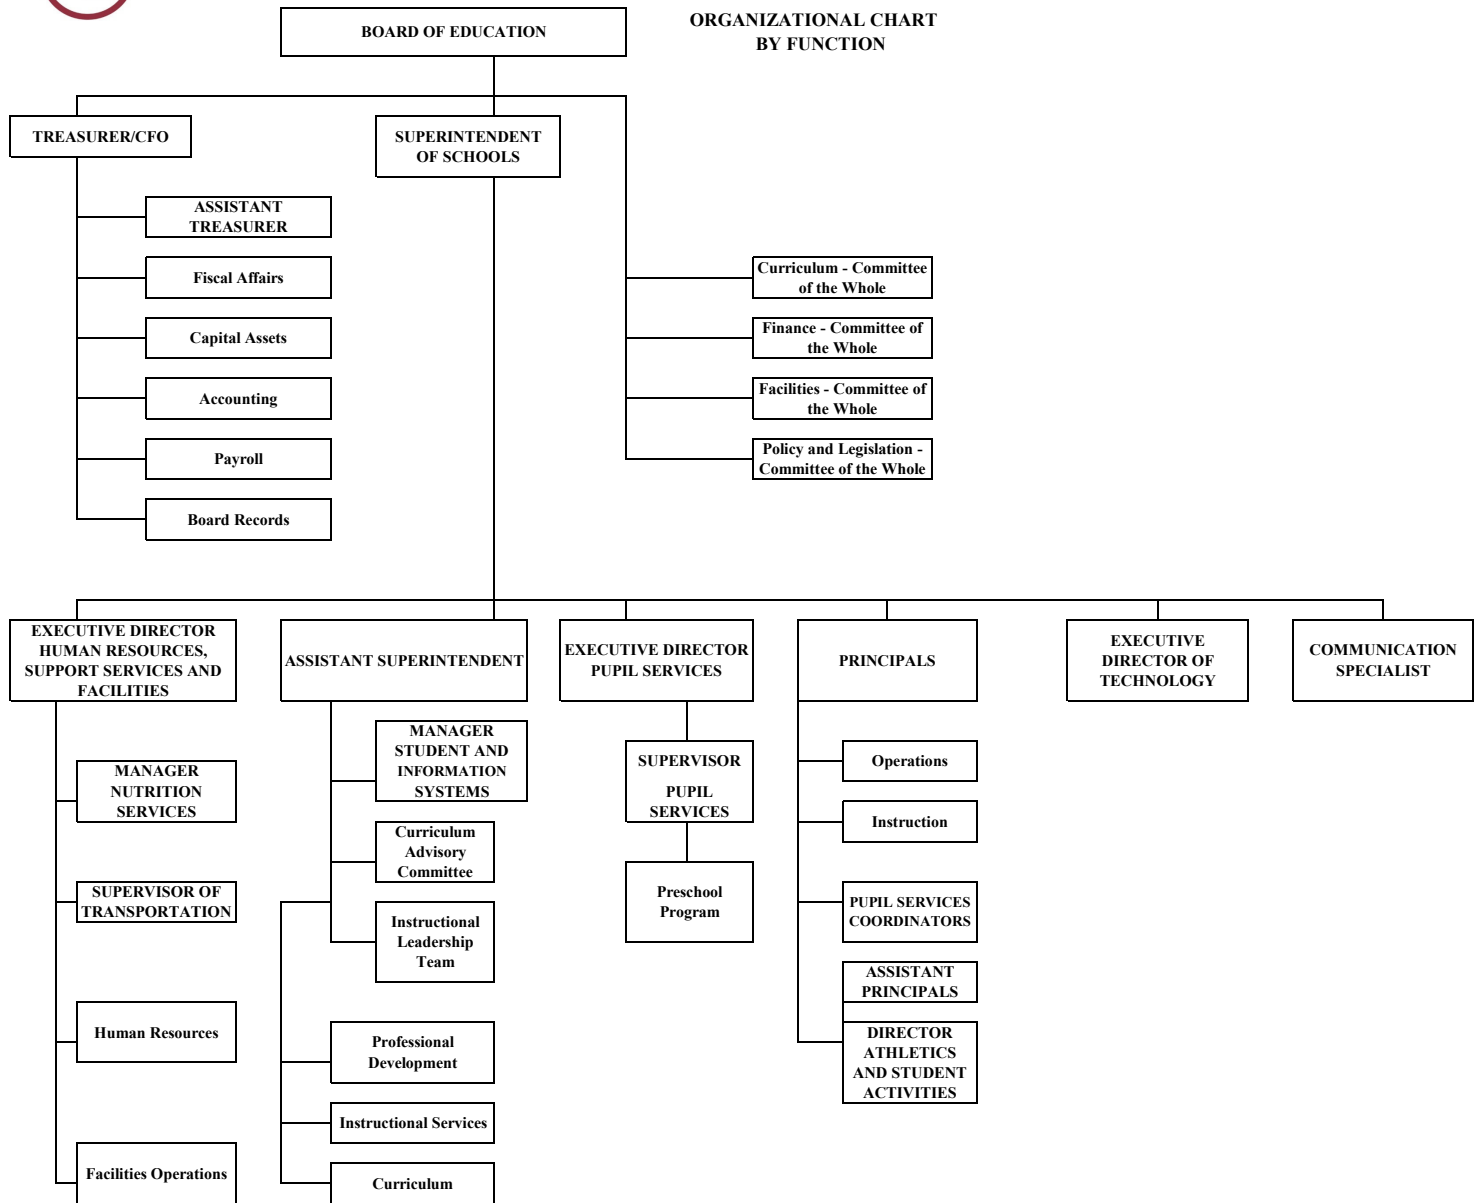 BOARD OF EDUCATION
ORGANIZATIONAL CHART
BY FUNCTION
TREASURER/CFO
SUPERINTENDENT
OF SCHOOLS
ASSISTANT
TREASURER
Fiscal Affairs
Capital Assets
Accounting
Payroll
Board Records
Curriculum - Committee
of the Whole
Finance - Committee of
the Whole
Facilities - Committee of
the Whole
Policy and Legislation -
Committee of the Whole
EXECUTIVE DIRECTOR
HUMAN RESOURCES,
SUPPORT SERVICES AND
FACILITIES
ASSISTANT SUPERINTENDENT
EXECUTIVE DIRECTOR
PUPIL SERVICES
PRINCIPALS
EXECUTIVE
DIRECTOR OF
TECHNOLOGY
COMMUNICATION
SPECIALIST
MANAGER
NUTRITION
SERVICES
SUPERVISOR OF
TRANSPORTATION
Human Resources
Facilities Operations
MANAGER
STUDENT AND
INFORMATION
SYSTEMS
Curriculum
Advisory
Committee
Instructional
Leadership
Team
Professional
Development
Instructional Services
Curriculum
SUPERVISOR
PUPIL
SERVICES
Preschool
Program
Operations
Instruction
PUPIL SERVICES
COORDINATORS
ASSISTANT
PRINCIPALS
DIRECTOR
ATHLETICS
AND STUDENT
ACTIVITIES